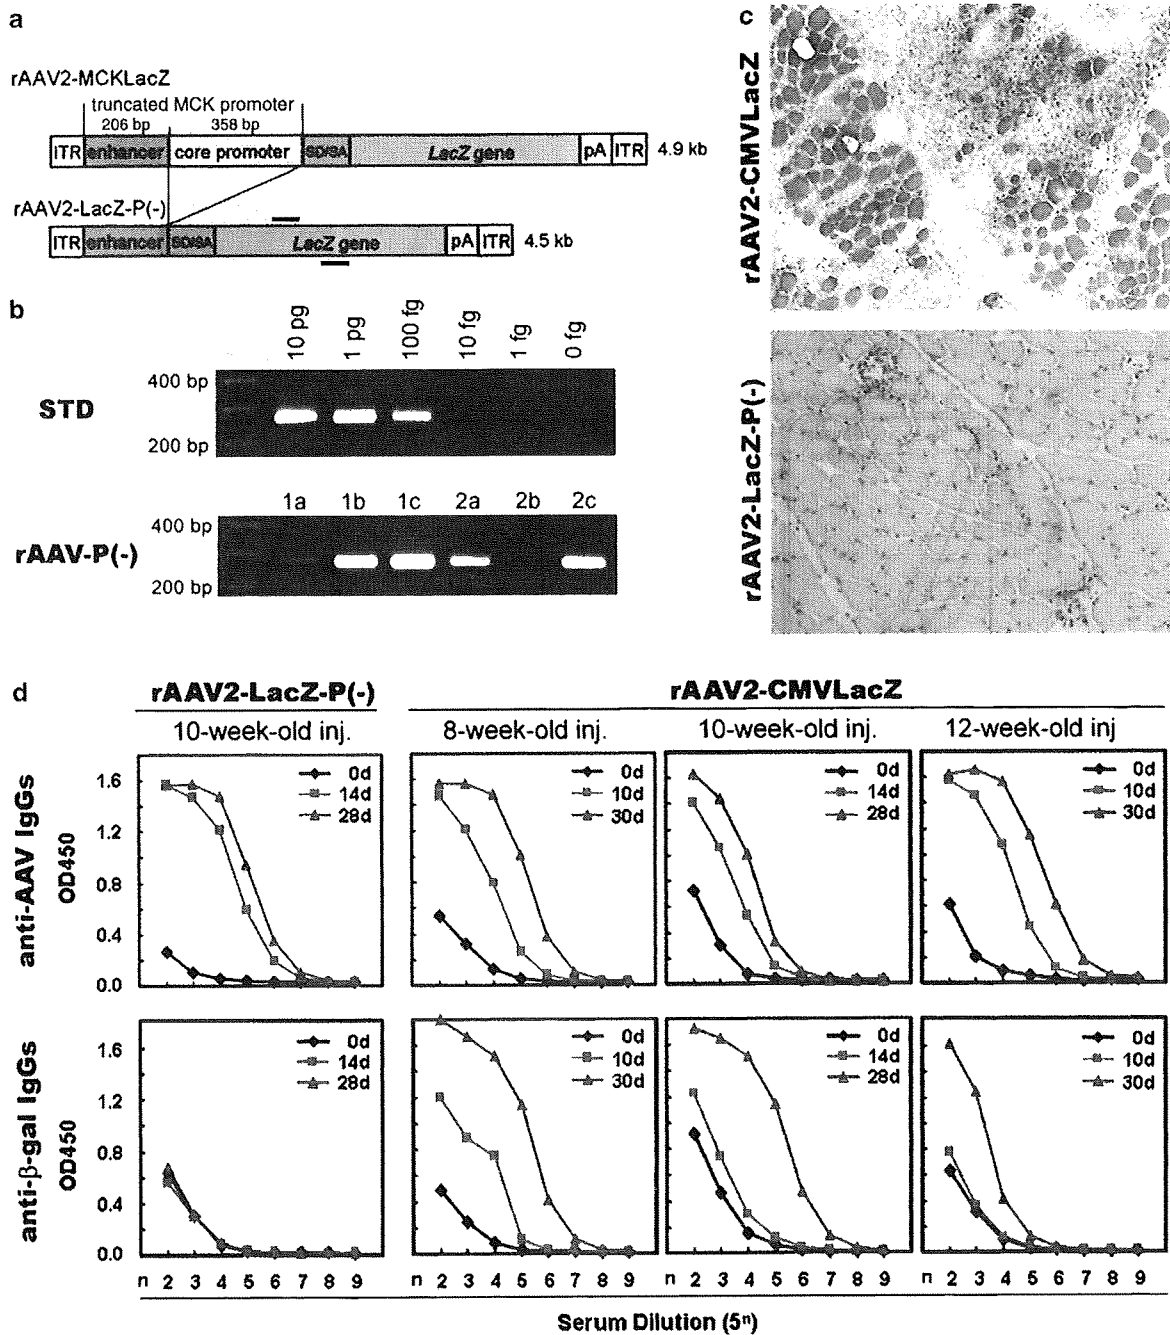 a
rAAV2-MCKLacZ
truncated MCK promoter
206 bp 358 bp
ITR enhancer core promoter SD/SA LacZ gene pA ITR 4.9 kb
rAAV2-LacZ-P(-)
ITR enhancer SD/SA LacZ gene pA ITR 4.5 kb
b
10 pg 1 pg 100 fg 10 fg 1 fg 0 fg
400 bp
STD
200 bp
1a 1b 1c 2a 2b 2c
400 bp
rAAV-P(-)
200 bp
c
rAAV2-CMVLacZ
rAAV2-LacZ-P(-)
d
rAAV2-LacZ-P(-) rAAV2-CMVLacZ
10-week-old inj. 8-week-old inj. 10-week-old inj. 12-week-old inj
anti-AAV IgGs
OD450
1.6
1.2
0.8
0.4
0.0
0d
14d
28d
0d
10d
30d
0d
14d
28d
0d
10d
30d
anti-β-gal IgGs
OD450
1.6
1.2
0.8
0.4
0.0
0d
14d
28d
0d
10d
30d
0d
14d
28d
0d
10d
30d
n 2 3 4 5 6 7 8 9 n 2 3 4 5 6 7 8 9 n 2 3 4 5 6 7 8 9 n 2 3 4 5 6 7 8 9
Serum Dilution (5ⁿ)